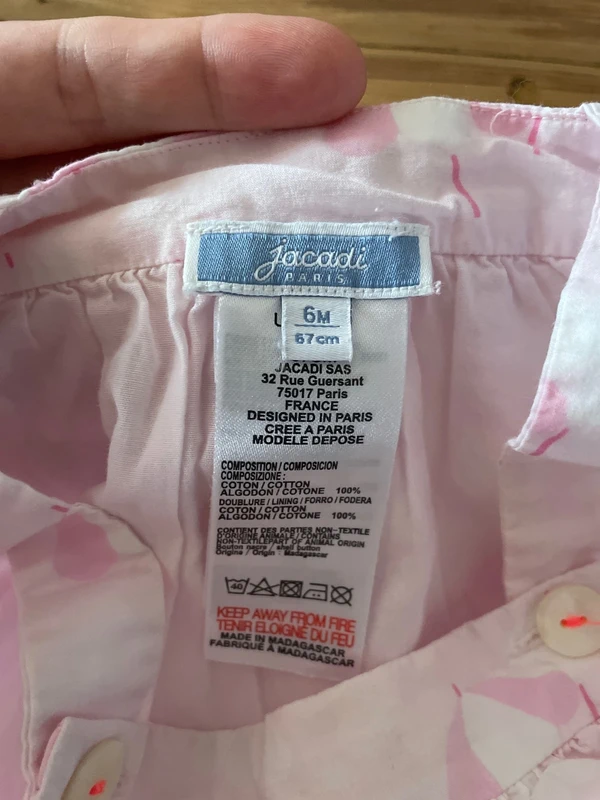 jacadi
PARIS
6M
67cm
JACADI SAS
32 Rue Guersant
75017 Paris
FRANCE
DESIGNED IN PARIS
CREE A PARIS
MODELE DEPOSE
COMPOSITION / COMPOSICION
COMPOSIZIONE :
COTON / COTTON
ALGODON / COTONE 100%
DOUBLURE / LINING / FORRO / FODERA
COTON / COTTON
ALGODON / COTONE 100%
CONTIENT DES PARTIES NON-TEXTILE
D'ORIGINE ANIMALE / CONTAINS
NON-TEXTILEPART OF ANIMAL ORIGIN
Bouton nacre / shell button
Origine / Origin : Madagascar
40
KEEP AWAY FROM FIRE
TENIR ELOIGNE DU FEU
MADE IN MADAGASCAR
FABRIQUE A MADAGASCAR